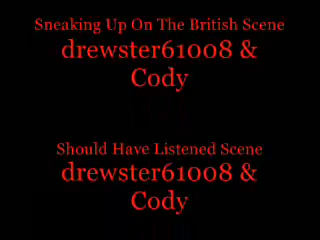 Sneaking Up On The British Scene
drewster61008 &
Cody
Should Have Listened Scene
drewster61008 &
Cody